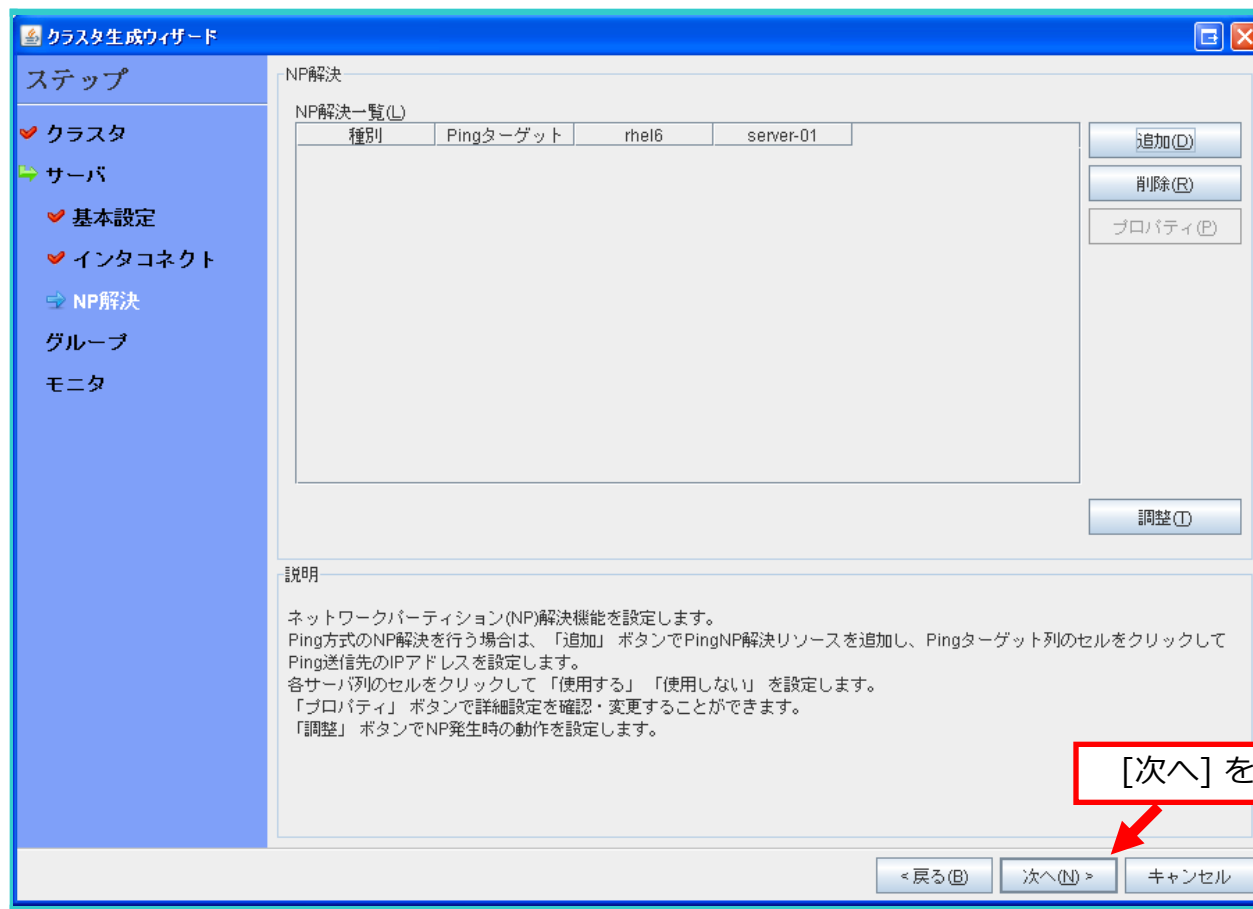 クラスタ生成ウィザード
ステップ
クラスタ
サーバ
基本設定
インタコネクト
NP解決
グループ
モニタ
NP解決
NP解決一覧(L)
種別 Pingターゲット rhel6 server-01
追加(D)
削除(R)
プロパティ(P)
調整(T)
説明
ネットワークパーティション(NP)解決機能を設定します。
Ping方式のNP解決を行う場合は、「追加」 ボタンでPingNP解決リソースを追加し、Pingターゲット列のセルをクリックして
Ping送信先のIPアドレスを設定します。
各サーバ列のセルをクリックして 「使用する」 「使用しない」 を設定します。
「プロパティ」 ボタンで詳細設定を確認・変更することができます。
「調整」 ボタンでNP発生時の動作を設定します。
[次へ] を
<戻る(B) 次へ(N)> キャンセル